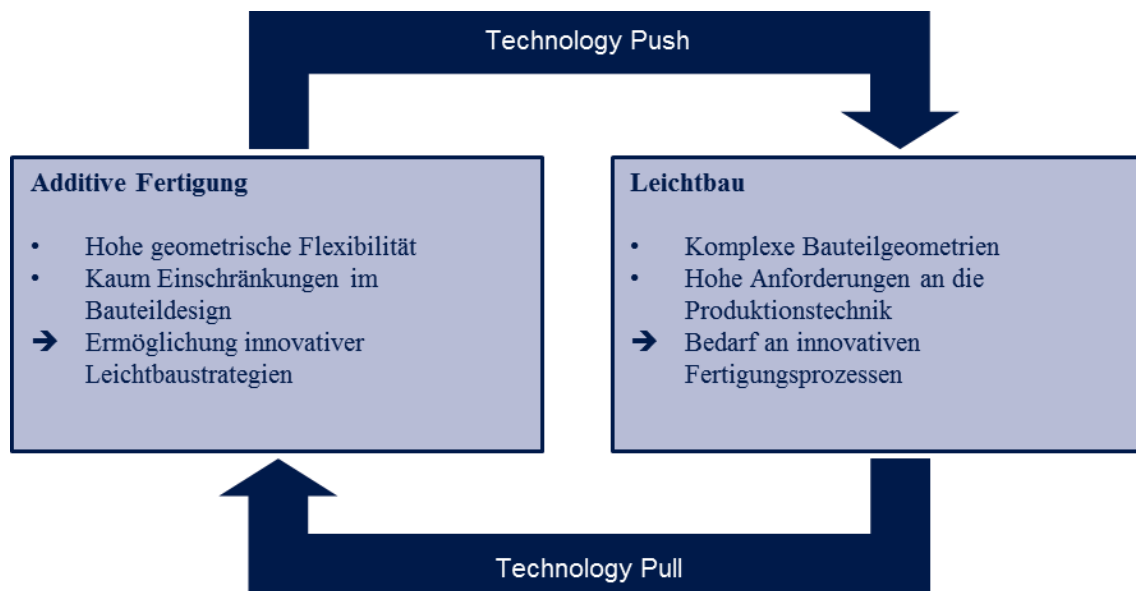 Technology Push
Additive Fertigung
• Hohe geometrische Flexibilität
• Kaum Einschränkungen im
Bauteildesign
➔ Ermöglichung innovativer
Leichtbaustrategien
Leichtbau
• Komplexe Bauteilgeometrien
• Hohe Anforderungen an die
Produktionstechnik
➔ Bedarf an innovativen
Fertigungsprozessen
Technology Pull